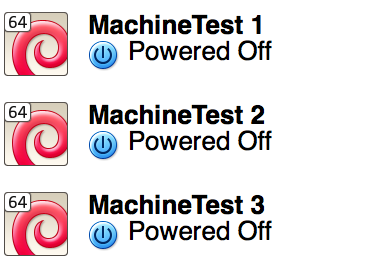 64
MachineTest 1
Powered Off
64
MachineTest 2
Powered Off
64
MachineTest 3
Powered Off